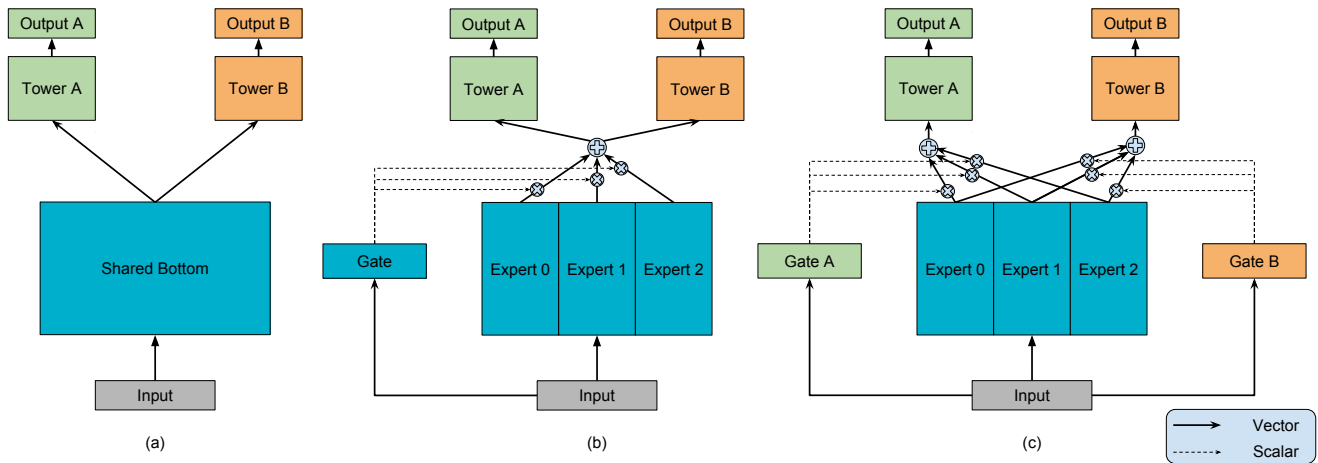 Output A
Output B
Tower A
Tower B
Shared Bottom
Input
(a)
Output A
Output B
Tower A
Tower B
Gate
Expert 0
Expert 1
Expert 2
Input
(b)
Output A
Output B
Tower A
Tower B
Gate A
Expert 0
Expert 1
Expert 2
Gate B
Input
(c)
Vector
Scalar